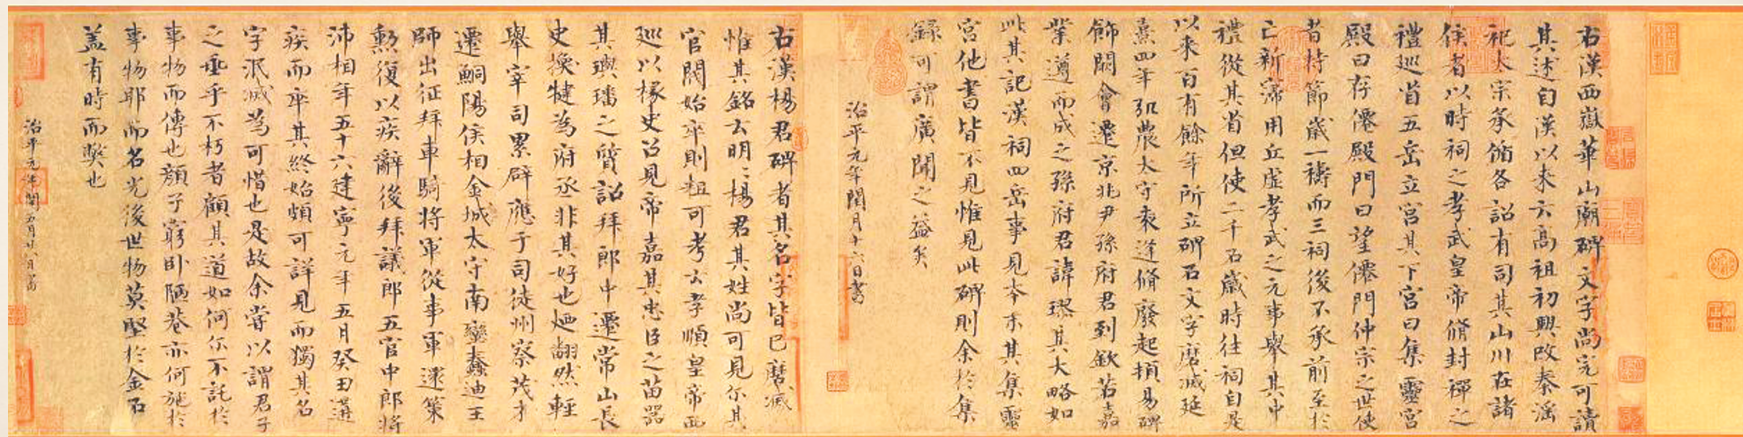 右漢西嶽華山廟碑文字尚完可讀
其述自漢以來云高祖初興改秦淫
祀太宗承循各詔有司其山川在諸
侯者以時祠之孝武皇帝脩封禪之
禮巡省五岳立宮其下宮曰集靈宮
殿曰存僊殿門曰望僊門仲宗之世使
者持節歲一禱而三祠後不承前至於
亡新寖用丘虛孝武之元事舉其中
禮從其省但使二千石歲時往祠自是
以來百有餘年所立碑石文字磨滅延
熹四年弘農太守袁逢脩廢起頓易碑
飾闕會遷京兆尹孫府君到欽若嘉
業遵而成之孫府君諱璆其大略如
此其記漢祠四岳事見本末其集靈
宮他書皆不見惟見此碑則余於集
錄可謂廣聞之益矣
治平元年閏月十六日書
右漢楊君碑者其名字皆已磨滅
惟其銘云明明楊君其姓尚可見尔其
官閥始卒則粗可考云孝順皇帝西
巡以掾史召見帝嘉其忠臣之苗器
其璵璠之質詔拜郎中遷常山長
史換犍為府丞非其好也迺翻然輕
舉宰司累辟應于司徒州察茂才
遷鮦陽侯相金城太守南蠻蠢迪王
師出征拜車騎將軍從事軍還策
勳復以疾辭後拜議郎五官中郎將
沛相年五十六建寧元年五月癸丑遘
疾而卒其終始頗可詳見而獨其名
字泯滅為可惜也是故余嘗以謂君子
之垂乎不朽者顧其道如何尔不託於
事物而傳也顏子窮臥陋巷亦何施於
事物耶而名光後世物莫堅於金石
蓋有時而弊也
治平元年閏五月廿八日書